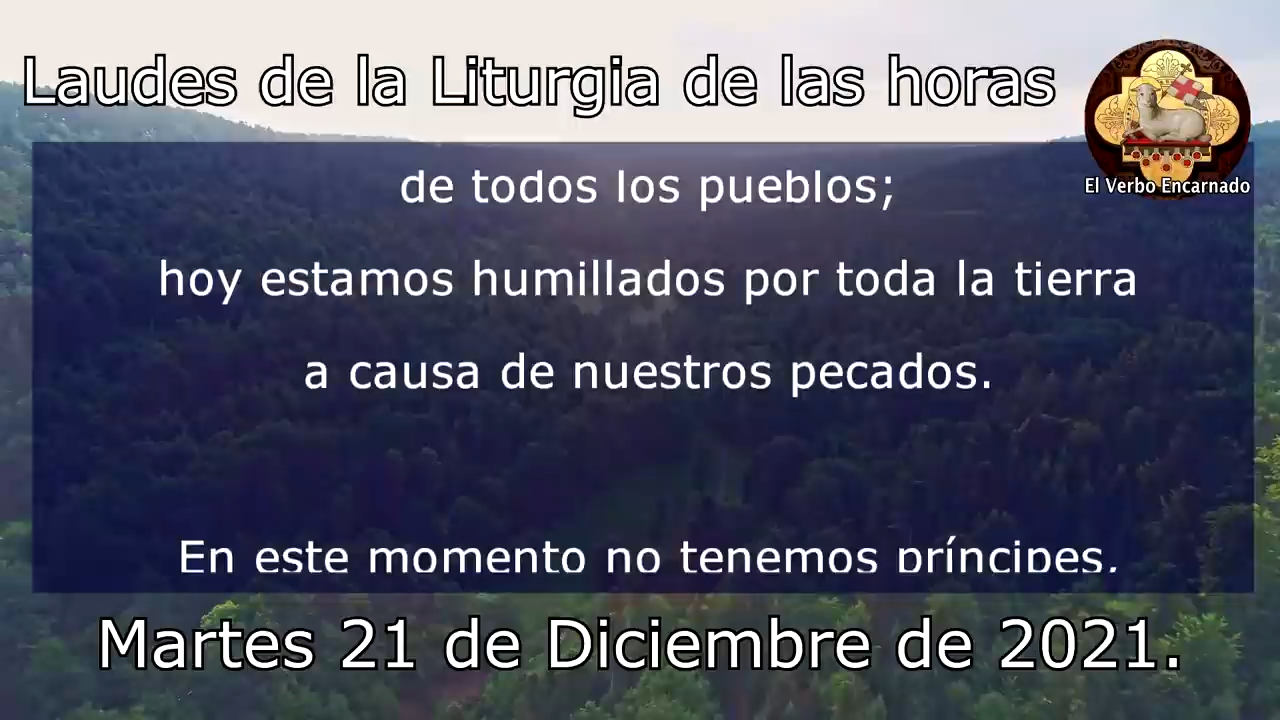 Laudes de la Liturgia de las horas
El Verbo Encarnado
de todos los pueblos;
hoy estamos humillados por toda la tierra
a causa de nuestros pecados.
En este momento no tenemos príncipes,
Martes 21 de Diciembre de 2021.